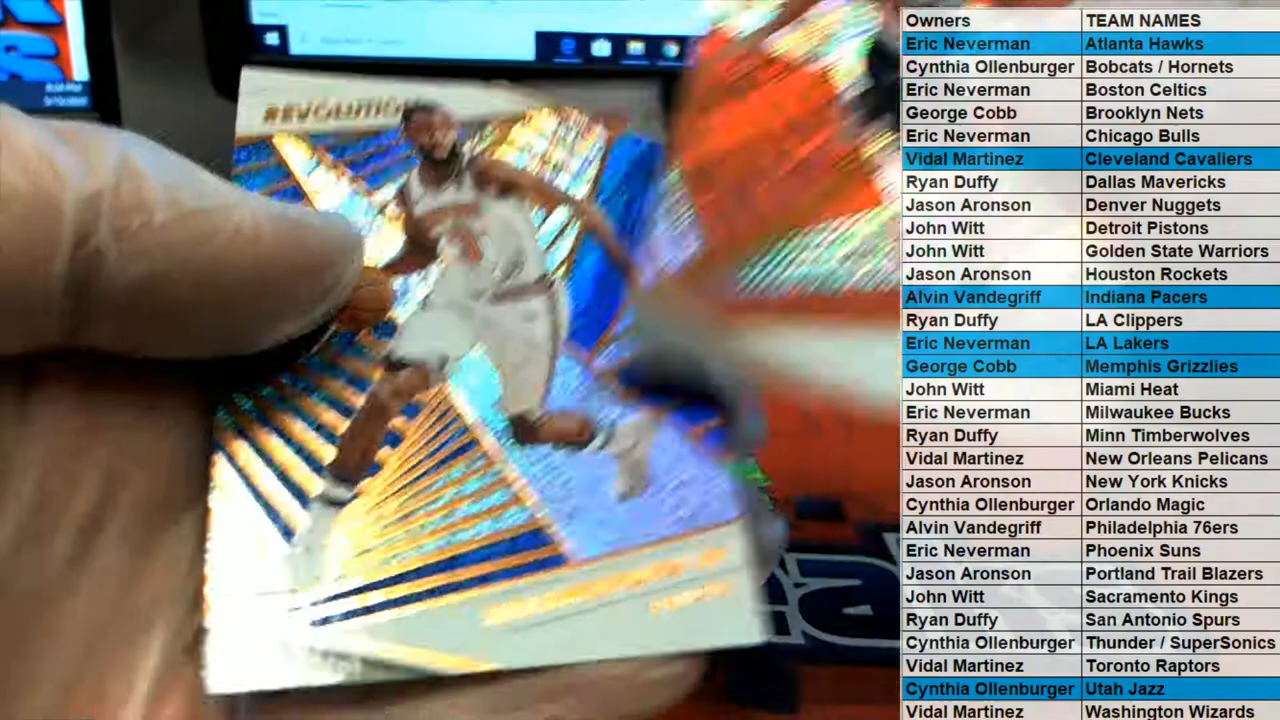 REVOLUTION
Owners TEAM NAMES
Eric Neverman Atlanta Hawks
Cynthia Ollenburger Bobcats / Hornets
Eric Neverman Boston Celtics
George Cobb Brooklyn Nets
Eric Neverman Chicago Bulls
Vidal Martinez Cleveland Cavaliers
Ryan Duffy Dallas Mavericks
Jason Aronson Denver Nuggets
John Witt Detroit Pistons
John Witt Golden State Warriors
Jason Aronson Houston Rockets
Alvin Vandegriff Indiana Pacers
Ryan Duffy LA Clippers
Eric Neverman LA Lakers
George Cobb Memphis Grizzlies
John Witt Miami Heat
Eric Neverman Milwaukee Bucks
Ryan Duffy Minn Timberwolves
Vidal Martinez New Orleans Pelicans
Jason Aronson New York Knicks
Cynthia Ollenburger Orlando Magic
Alvin Vandegriff Philadelphia 76ers
Eric Neverman Phoenix Suns
Jason Aronson Portland Trail Blazers
John Witt Sacramento Kings
Ryan Duffy San Antonio Spurs
Cynthia Ollenburger Thunder / SuperSonics
Vidal Martinez Toronto Raptors
Cynthia Ollenburger Utah Jazz
Vidal Martinez Washington Wizards